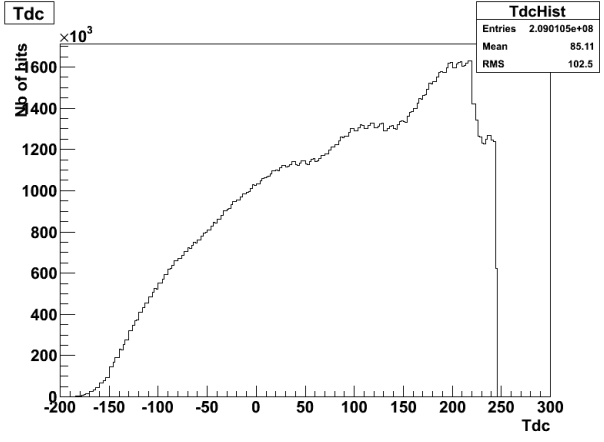 Tdc
TdcHist
Entries 2.090105e+08
Mean 85.11
RMS 102.5
×10³
Nb of hits
1600
1400
1200
1000
800
600
400
200
0
-200 -150 -100 -50 0 50 100 150 200 250 300
Tdc